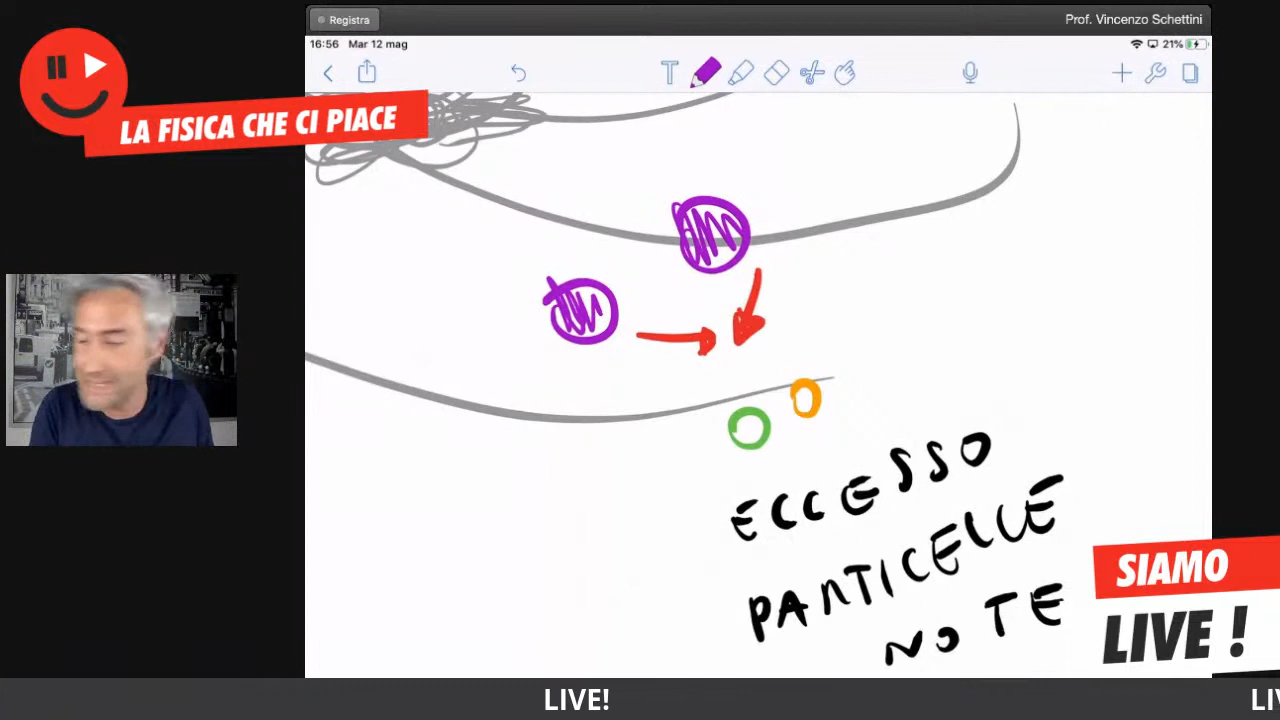 Registra
Prof. Vincenzo Schettini
16:56 Mar 12 mag
21%
LA FISICA CHE CI PIACE
ECCESSO
PARTICELLE
NOTE
SIAMO
LIVE !
LIVE!
LIV